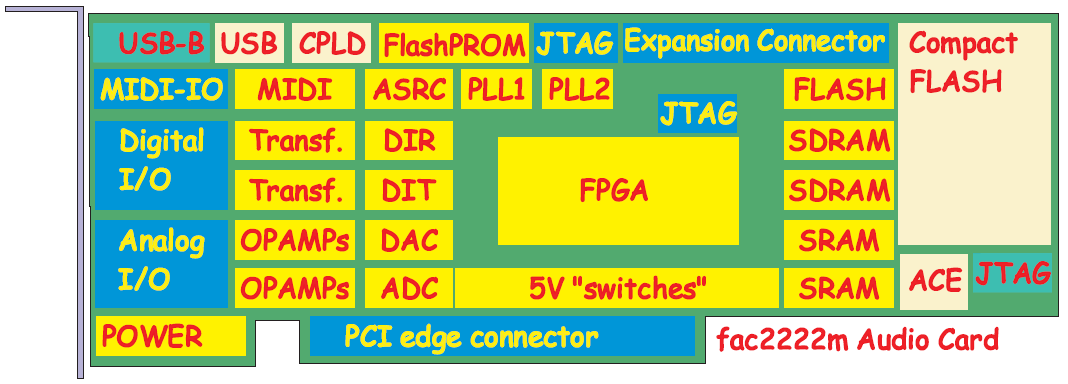 USB-B USB CPLD FlashPROM JTAG Expansion Connector Compact
FLASH
MIDI-IO MIDI ASRC PLL1 PLL2 FLASH
JTAG
Digital
I/O
Transf. DIR SDRAM
FPGA
Transf. DIT SDRAM
Analog
I/O
OPAMPs DAC SRAM
OPAMPs ADC 5V "switches" SRAM ACE JTAG
POWER PCI edge connector fac2222m Audio Card